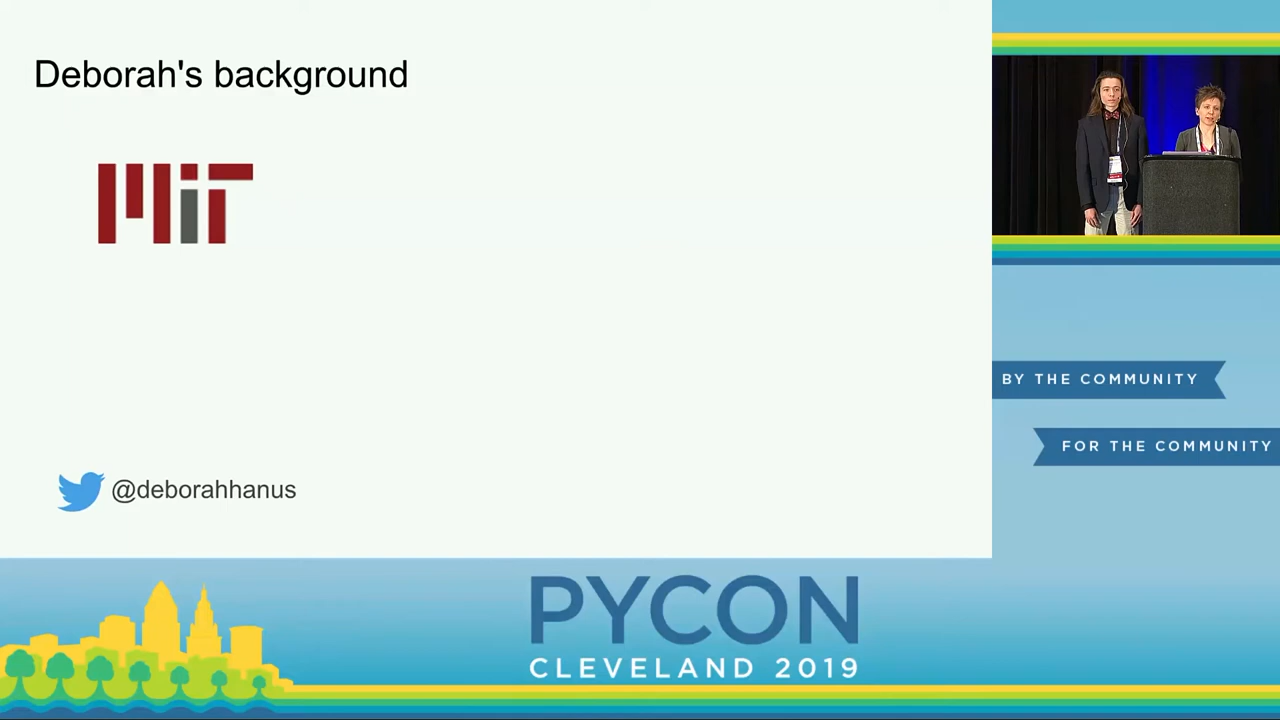 Deborah's background
MiT
@deborahhanus
BY THE COMMUNITY
FOR THE COMMUNITY
PYCON
CLEVELAND 2019